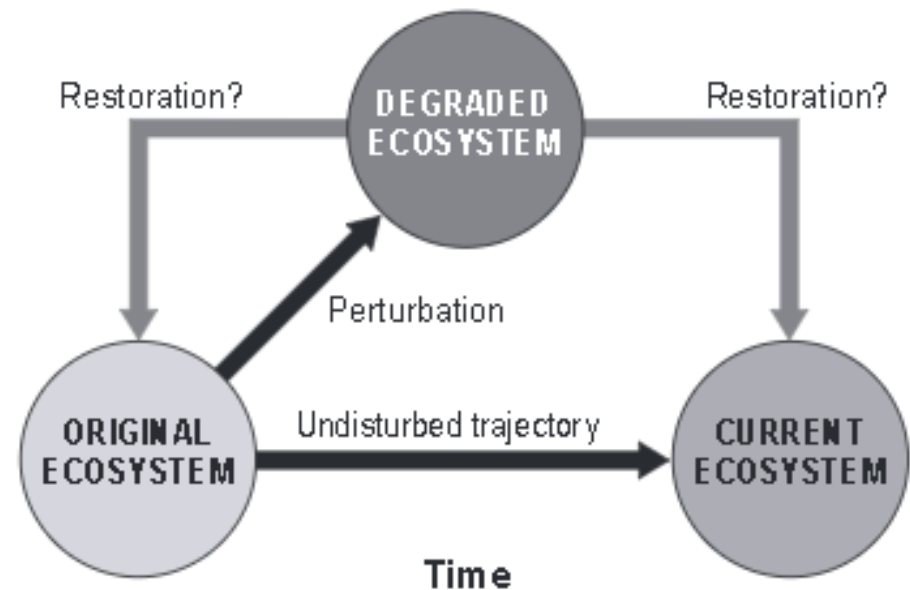 Restoration?
DEGRADED
ECOSYSTEM
Restoration?
Perturbation
ORIGINAL
ECOSYSTEM
Undisturbed trajectory
CURRENT
ECOSYSTEM
Time